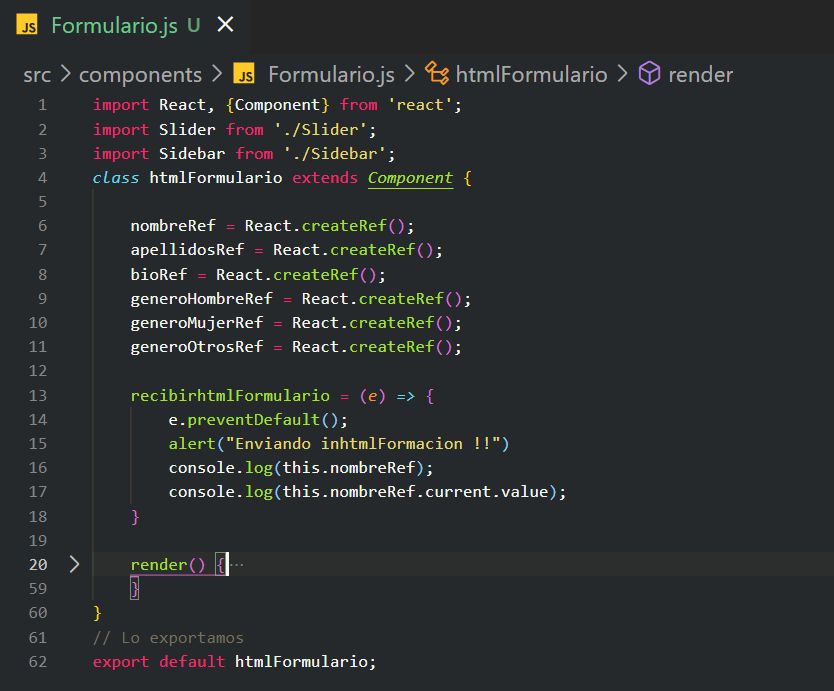 JS Formulario.js U ×
src > components > JS Formulario.js > htmlFormulario > render
1 import React, {Component} from 'react';
2 import Slider from './Slider';
3 import Sidebar from './Sidebar';
4 class htmlFormulario extends Component {
5
6 nombreRef = React.createRef();
7 apellidosRef = React.createRef();
8 bioRef = React.createRef();
9 generoHombreRef = React.createRef();
10 generoMujerRef = React.createRef();
11 generoOtrosRef = React.createRef();
12
13 recibirhtmlFormulario = (e) => {
14 e.preventDefault();
15 alert("Enviando inhtmlFormacion !!")
16 console.log(this.nombreRef);
17 console.log(this.nombreRef.current.value);
18 }
19
20 > render() { ···
59 }
60 }
61 // Lo exportamos
62 export default htmlFormulario;